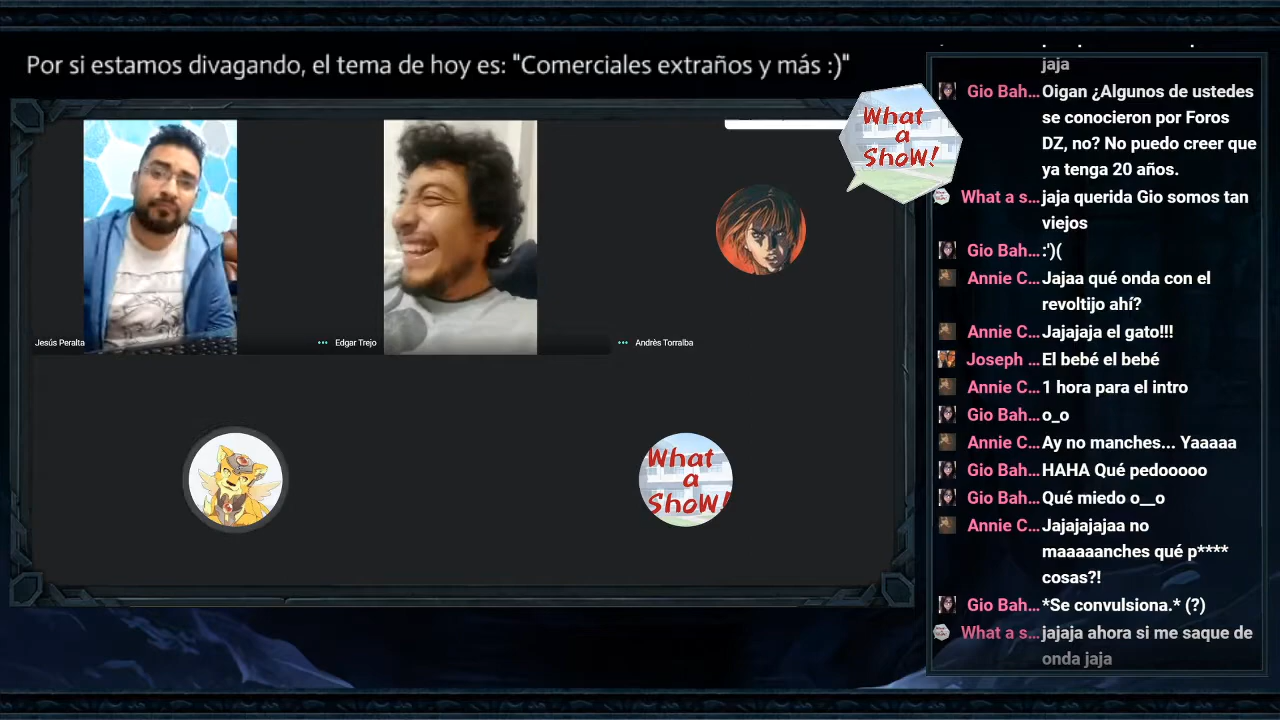 Por si estamos divagando, el tema de hoy es: "Comerciales extraños y más :)"
What
a
ShoW!
Jesús Peralta
Edgar Trejo
Andrès Torralba
What
a
ShoW!
jaja
Gio Bah... Oigan ¿Algunos de ustedes
se conocieron por Foros
DZ, no? No puedo creer que
ya tenga 20 años.
What a s... jaja querida Gio somos tan
viejos
Gio Bah... :')(
Annie C... Jajaa qué onda con el
revoltijo ahí?
Annie C... Jajajaja el gato!!!
Joseph ... El bebé el bebé
Annie C... 1 hora para el intro
Gio Bah... o_o
Annie C... Ay no manches... Yaaaaa
Gio Bah... HAHA Qué pedooooo
Gio Bah... Qué miedo o__o
Annie C... Jajajajajaa no
maaaaanches qué p****
cosas?!
Gio Bah... *Se convulsiona.* (?)
What a s... jajaja ahora si me saque de
onda jaja